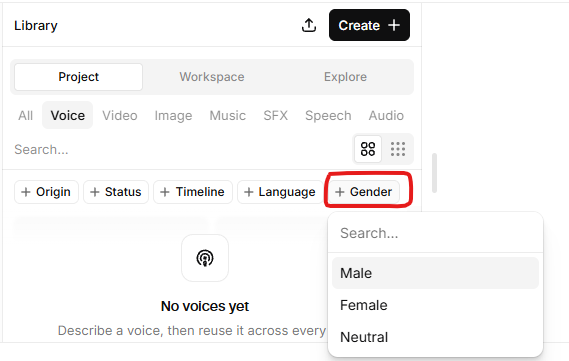 Library
Create
Project Workspace Explore
All Voice Video Image Music SFX Speech Audio
Search...
Origin Status Timeline Language Gender
Search...
Male
Female
Neutral
No voices yet
Describe a voice, then reuse it across every